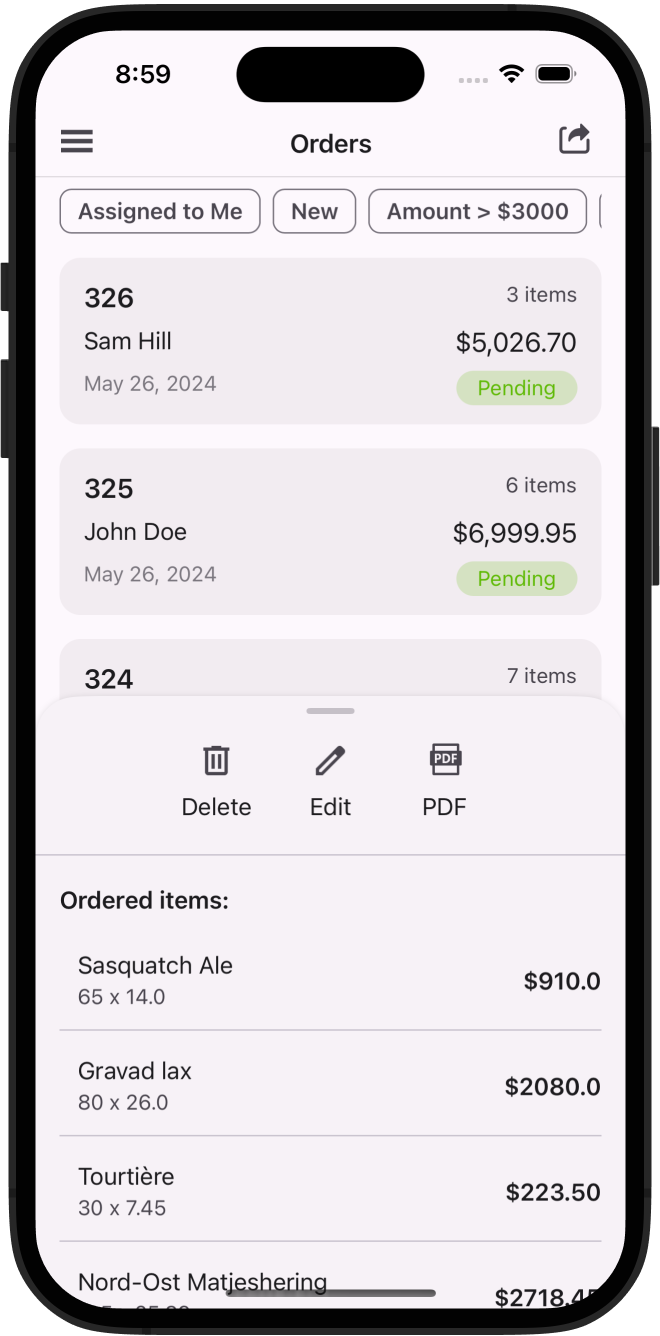 8:59
Orders
Assigned to Me New Amount > $3000
326 3 items
Sam Hill $5,026.70
May 26, 2024 Pending
325 6 items
John Doe $6,999.95
May 26, 2024 Pending
324 7 items
Delete Edit PDF
Ordered items:
Sasquatch Ale
65 x 14.0 $910.0
Gravad lax
80 x 26.0 $2080.0
Tourtière
30 x 7.45 $223.50
Nord-Ost Matjeshering
$2718.45